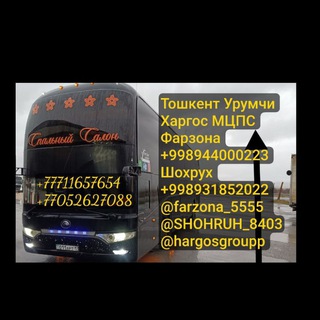 Спальный Салон
+77711657654
+77052627088
Тошкент Урумчи
Харгос МЦПС
Фарзона
+998944000223
Шохрух
+998931852022
@farzona_5555
@SHOHRUH_8403
@hargosgroupp